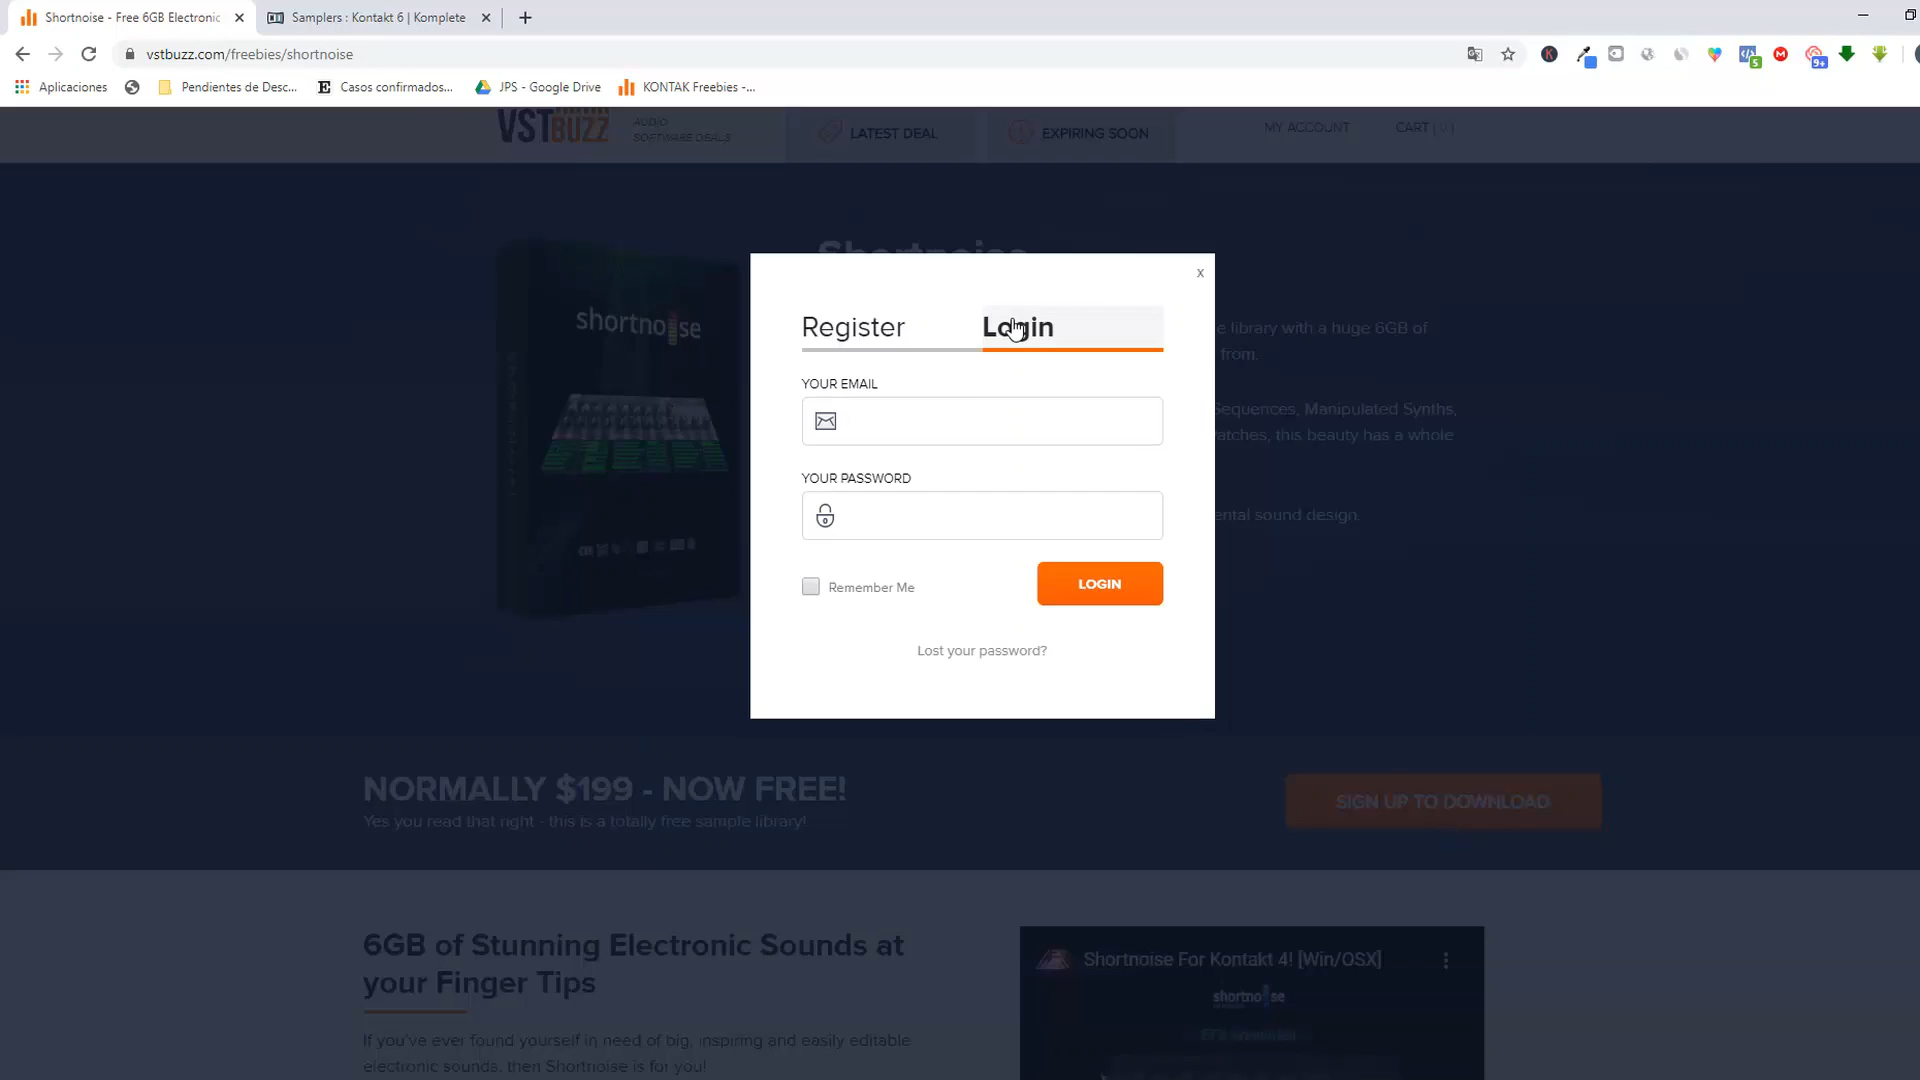 Shortnoise - Free 6GB Electronic
Samplers : Kontakt 6 | Komplete
vstbuzz.com/freebies/shortnoise
5
9+
Aplicaciones
Pendientes de Desc...
Casos confirmados...
JPS - Google Drive
KONTAK Freebies -...
VSTBUZZ
AUDIO
SOFTWARE DEALS
LATEST DEAL
EXPIRING SOON
MY ACCOUNT
CART ( 0 )
Shortnoise
shortnoise
e library with a huge 6GB of
from.
Sequences, Manipulated Synths,
atches, this beauty has a whole
ental sound design.
x
Register
Login
YOUR EMAIL
YOUR PASSWORD
Remember Me
LOGIN
Lost your password?
NORMALLY $199 - NOW FREE!
Yes you read that right - this is a totally free sample library!
SIGN UP TO DOWNLOAD
6GB of Stunning Electronic Sounds at
your Finger Tips
If you've ever found yourself in need of big, inspiring and easily editable
electronic sounds, then Shortnoise is for you!
Shortnoise For Kontakt 4! [Win/OSX]
shortnoise